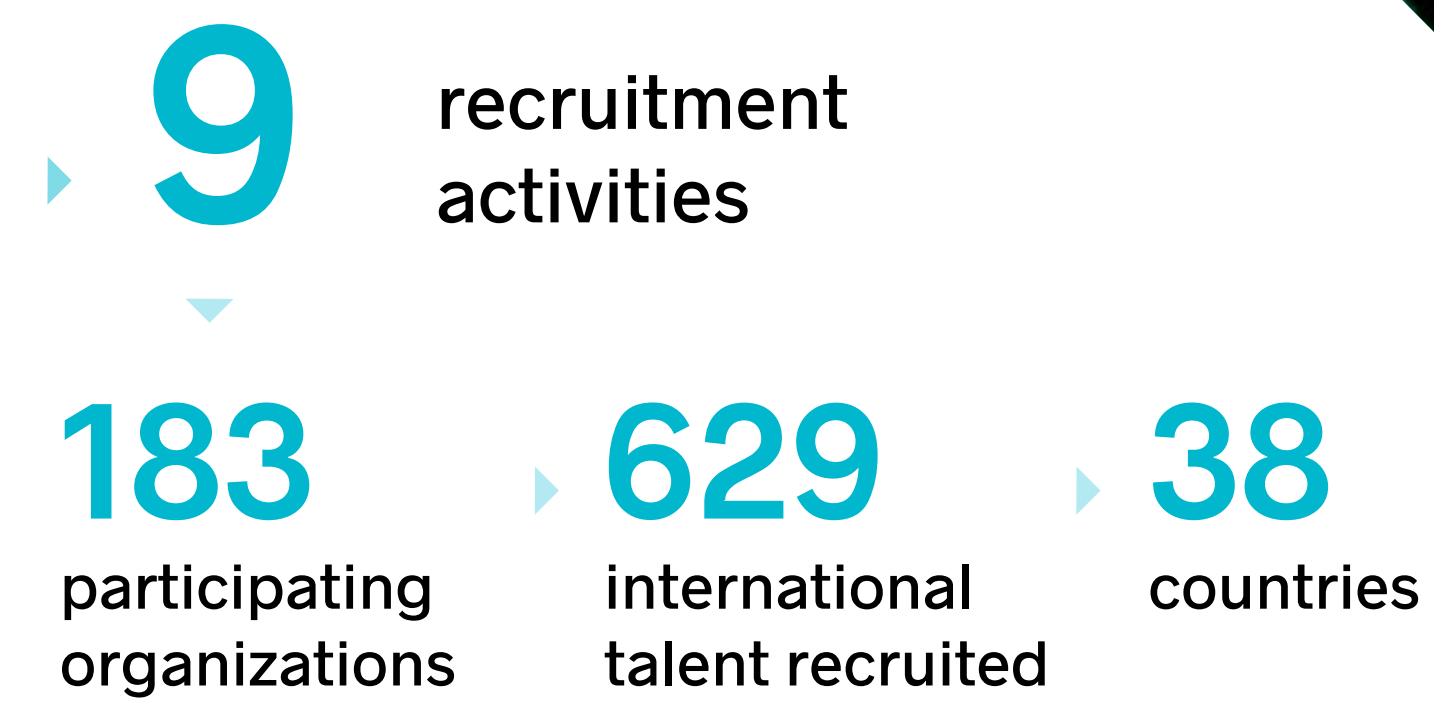 9
recruitment
activities
183
participating
organizations
629
international
talent recruited
38
countries